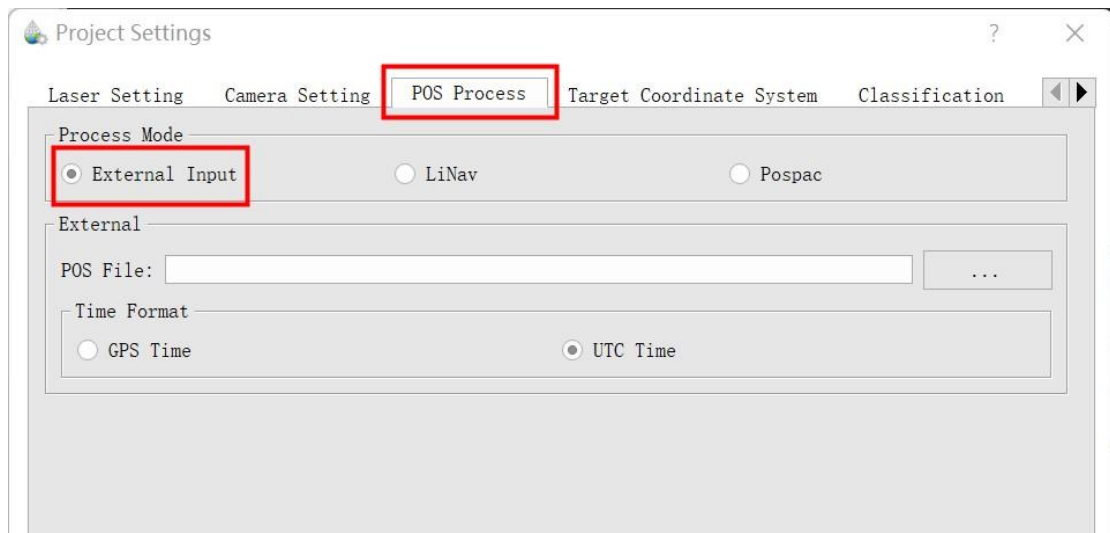 Project Settings
?
Laser Setting Camera Setting POS Process Target Coordinate System Classification
Process Mode
External Input LiNav Pospac
External
POS File: ...
Time Format
GPS Time UTC Time